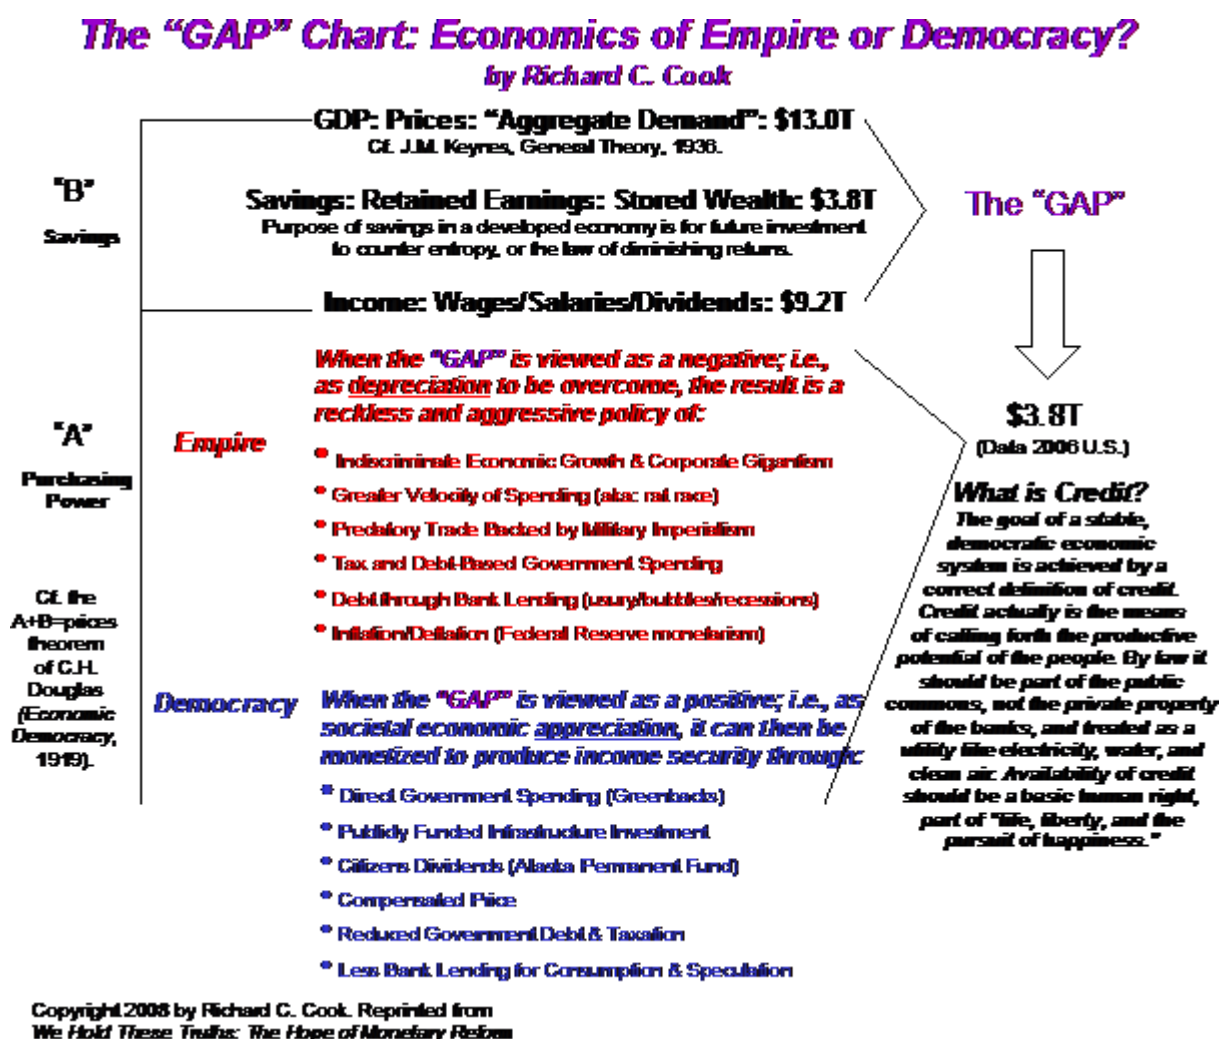 The "GAP" Chart: Economics of Empire or Democracy?
by Richard C. Cook
GDP: Prices: "Aggregate Demand": $13.0T
Cf. J.M. Keynes, General Theory, 1936.
"B"
Savings
Savings: Retained Earnings: Stored Wealth: $3.8T
Purpose of savings in a developed economy is for future investment
to counter entropy, or the law of diminishing returns.
The "GAP"
Income: Wages/Salaries/Dividends: $9.2T
"A"
Purchasing
Power
Cf. the
A+B=prices
theorem
of C.H.
Douglas
(Economic
Democracy,
1919).
Empire
When the "GAP" is viewed as a negative; i.e.,
as depreciation to be overcome, the result is a
reckless and aggressive policy of:
• Indiscriminate Economic Growth & Corporate Gigantism
• Greater Velocity of Spending (aka: rat race)
• Predatory Trade Backed by Military Imperialism
• Tax and Debt-Based Government Spending
• Debt through Bank Lending (usury/bubbles/recessions)
• Inflation/Deflation (Federal Reserve monetarism)
Democracy
When the "GAP" is viewed as a positive; i.e., as
societal economic appreciation, it can then be
monetized to produce income security through:
• Direct Government Spending (Greenbacks)
• Publicly Funded Infrastructure Investment
• Citizens Dividends (Alaska Permanent Fund)
• Compensated Price
• Reduced Government Debt & Taxation
• Less Bank Lending for Consumption & Speculation
$3.8T
(Data 2006 U.S.)
What is Credit?
The goal of a stable,
democratic economic
system is achieved by a
correct definition of credit.
Credit actually is the means
of calling forth the productive
potential of the people. By law it
should be part of the public
commons, not the private property
of the banks, and treated as a
utility like electricity, water, and
clean air. Availability of credit
should be a basic human right,
part of "life, liberty, and the
pursuit of happiness."
Copyright 2008 by Richard C. Cook. Reprinted from
We Hold These Truths: The Hope of Monetary Reform